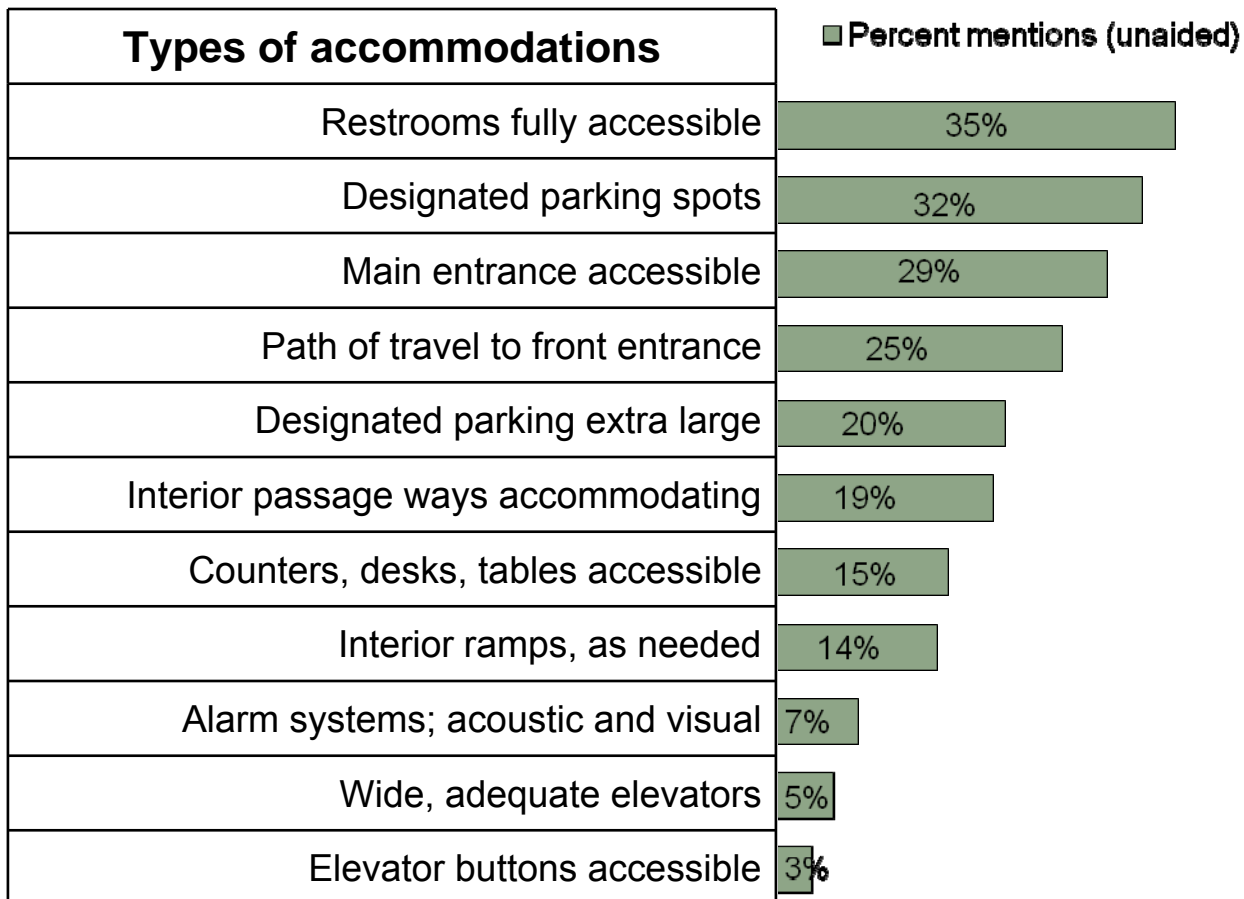 Types of accommodations
Percent mentions (unaided)
Restrooms fully accessible 35%
Designated parking spots 32%
Main entrance accessible 29%
Path of travel to front entrance 25%
Designated parking extra large 20%
Interior passage ways accommodating 19%
Counters, desks, tables accessible 15%
Interior ramps, as needed 14%
Alarm systems; acoustic and visual 7%
Wide, adequate elevators 5%
Elevator buttons accessible 3%